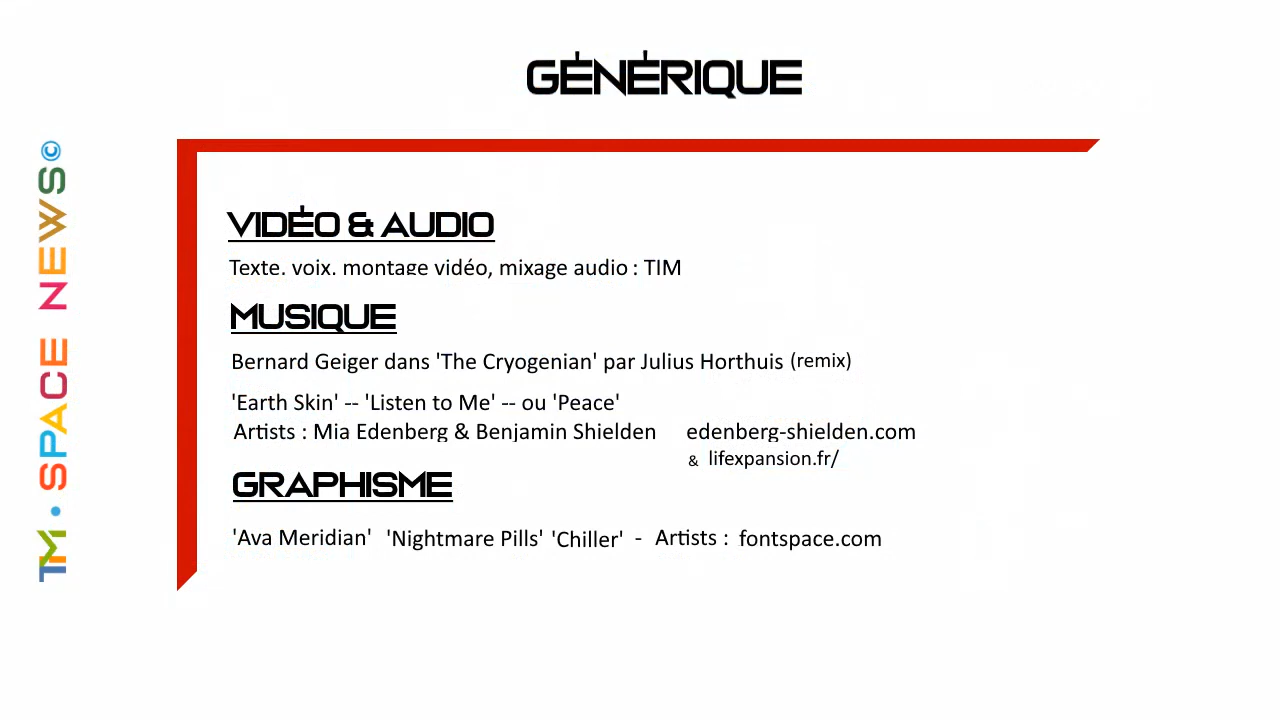 GÉNÉRIQUE
TM • SPACE NEWS©
VIDÉO & AUDIO
Texte, voix, montage vidéo, mixage audio : TIM
MUSIQUE
Bernard Geiger dans 'The Cryogenian' par Julius Horthuis (remix)
'Earth Skin' -- 'Listen to Me' -- ou 'Peace'
Artists : Mia Edenberg & Benjamin Shielden edenberg-shielden.com
& lifexpansion.fr/
GRAPHISME
'Ava Meridian' 'Nightmare Pills' 'Chiller' - Artists : fontspace.com